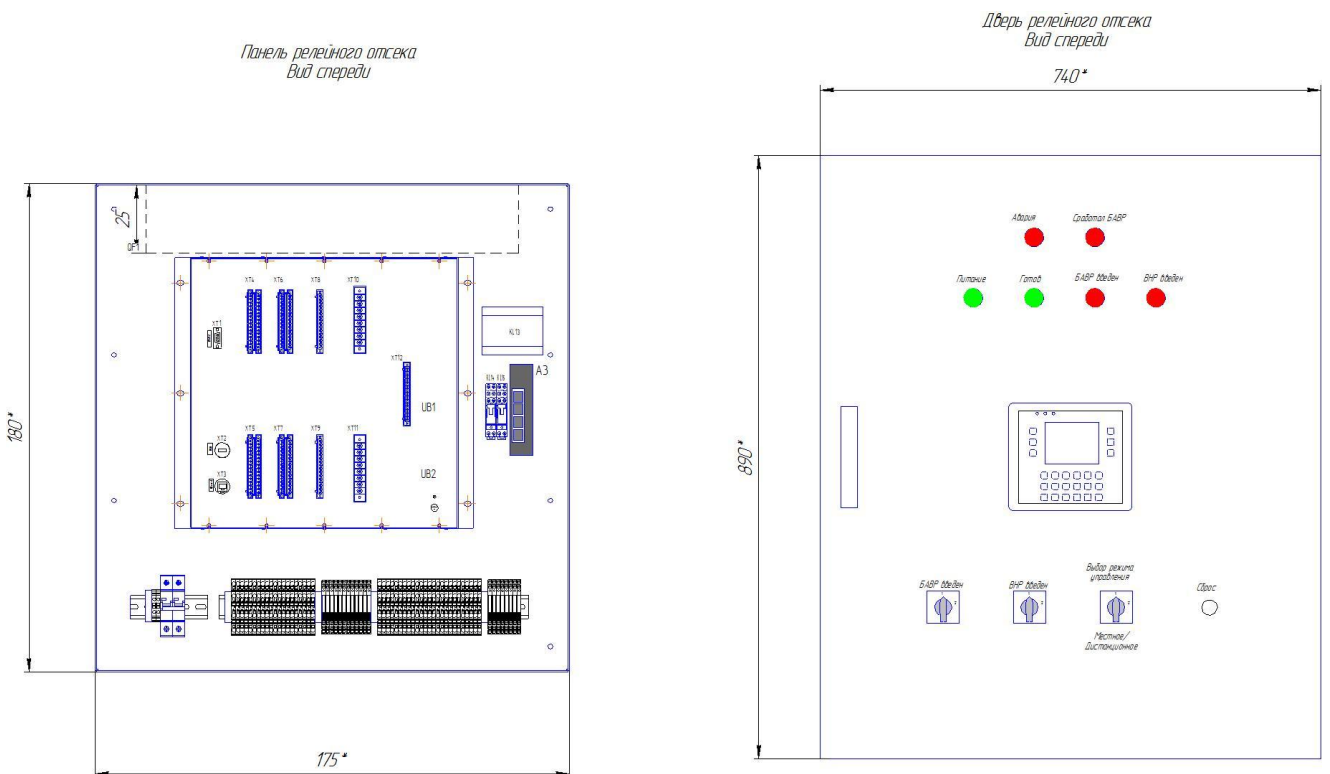 Панель релейного отсека
Вид спереди
Дверь релейного отсека
Вид спереди
740*
180*
175*
25
QF1
XT4
XT6
XT8
XT10
XT1
XT12
UB1
XT2
XT5
XT7
XT9
XT11
XT3
UB2
KL13
A3
890*
Авария
Сработал БАВР
Питание
Готов
БАВР введен
ВНР введен
БАВР введен
ВНР введен
Выбор режима
управления
Местное/
Дистанционное
Сброс